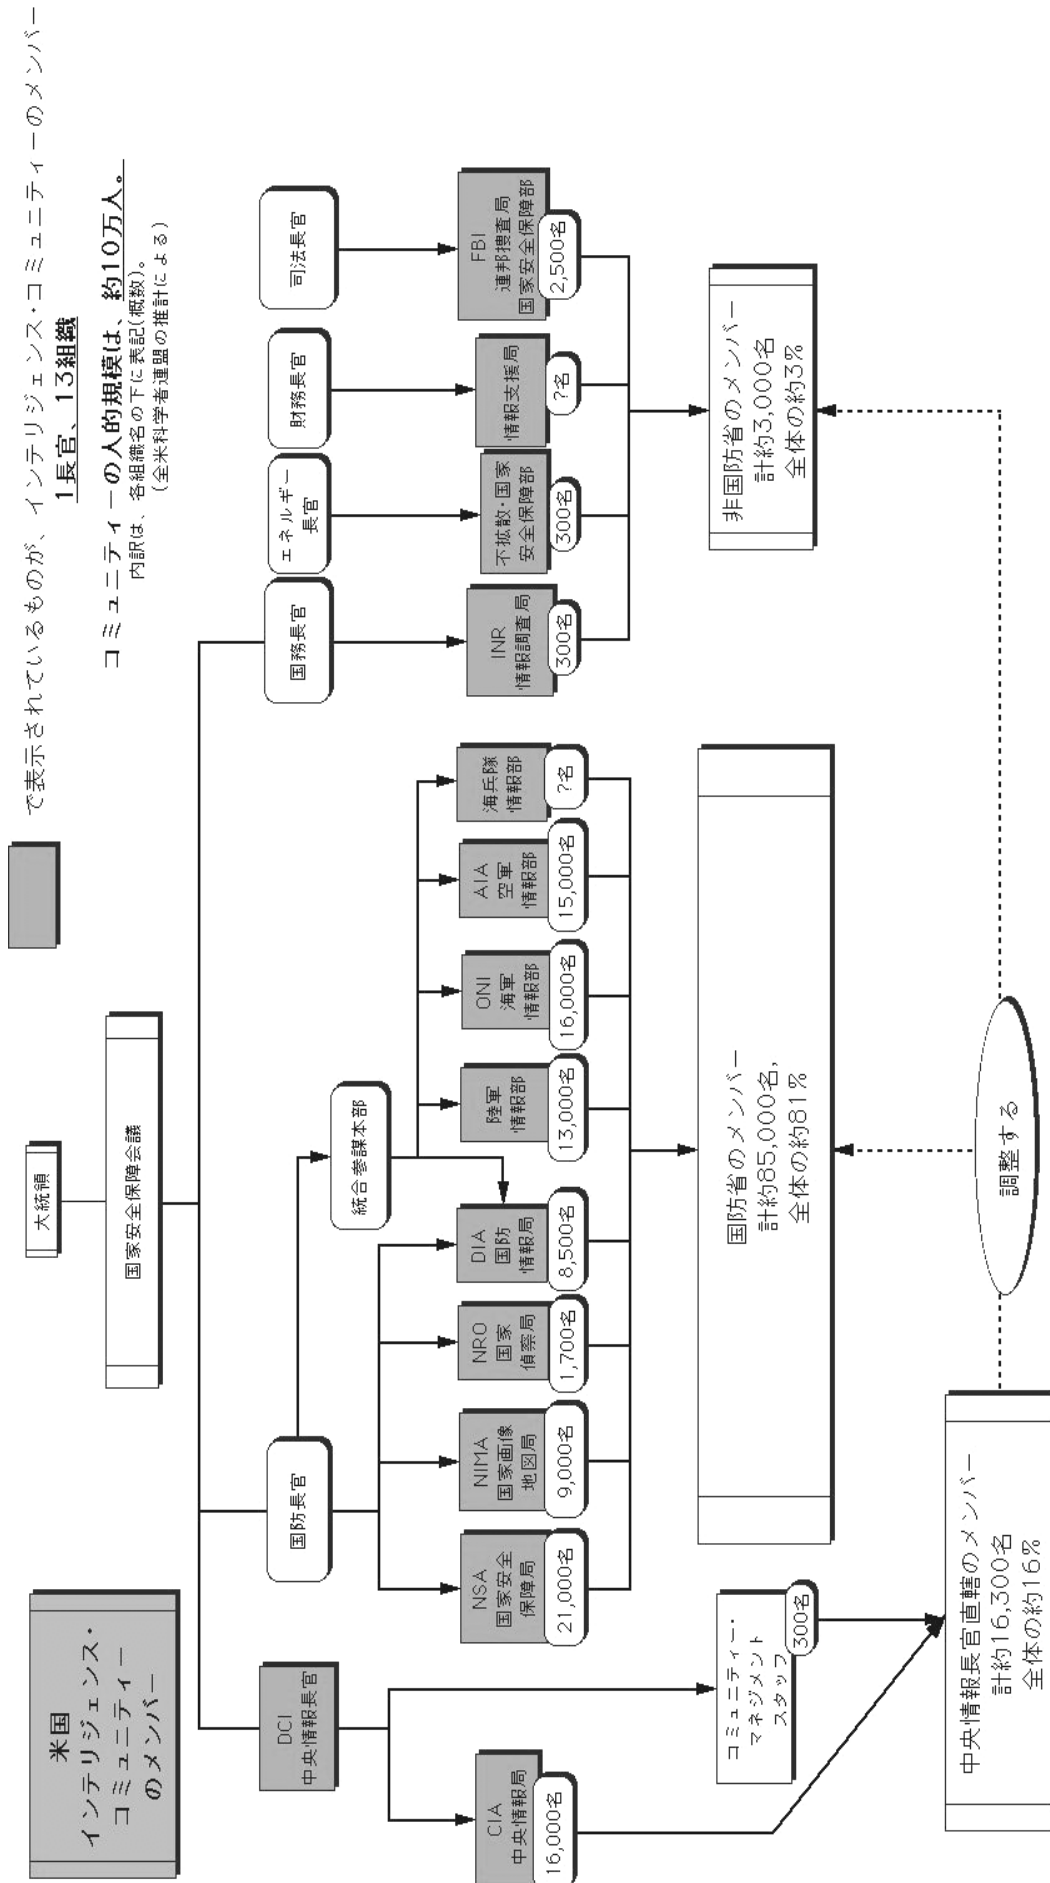 米国
インテリジェンス・
コミュニティー
のメンバー
で表示されているものが、インテリジェンス・コミュニティーのメンバー
1長官、13組織
コミュニティーの人的規模は、約10万人。
内訳は、各組織名の下に表記(概数)。
(全米科学者連盟の推計による)
大統領
国家安全保障会議
DCI
中央情報長官
国防長官
統合参謀本部
国務長官
エネルギー
長官
財務長官
司法長官
CIA
中央情報局
16,000名
コミュニティー・
マネジメント
スタッフ
300名
NSA
国家安全
保障局
21,000名
NIMA
国家画像
地図局
9,000名
NRO
国家
偵察局
1,700名
DIA
国防
情報局
8,500名
陸軍
情報部
13,000名
ONI
海軍
情報部
16,000名
AIA
空軍
情報部
15,000名
海兵隊
情報部
?名
INR
情報調査局
300名
不拡散・国家
安全保障部
300名
情報支援局
?名
FBI
連邦捜査局
国家安全保障部
2,500名
中央情報長官直轄のメンバー
計約16,300名
全体の約16%
国防省のメンバー
計約85,000名,
全体の約81%
非国防省のメンバー
計約3,000名
全体の約3%
調整する